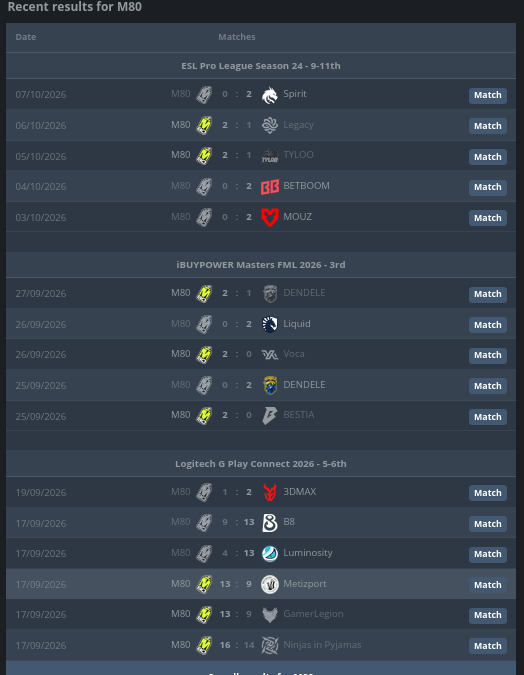 Recent results for M80
Date Matches
ESL Pro League Season 24 - 9-11th
07/10/2026 M80 0 : 2 Spirit Match
06/10/2026 M80 2 : 1 Legacy Match
05/10/2026 M80 2 : 1 TYLOO Match
04/10/2026 M80 0 : 2 BETBOOM Match
03/10/2026 M80 0 : 2 MOUZ Match
iBUYPOWER Masters FML 2026 - 3rd
27/09/2026 M80 2 : 1 DENDELE Match
26/09/2026 M80 0 : 2 Liquid Match
26/09/2026 M80 2 : 0 Voca Match
25/09/2026 M80 0 : 2 DENDELE Match
25/09/2026 M80 2 : 0 BESTIA Match
Logitech G Play Connect 2026 - 5-6th
19/09/2026 M80 1 : 2 3DMAX Match
17/09/2026 M80 9 : 13 B8 Match
17/09/2026 M80 4 : 13 Luminosity Match
17/09/2026 M80 13 : 9 Metizport Match
17/09/2026 M80 13 : 9 GamerLegion Match
17/09/2026 M80 16 : 14 Ninjas in Pyjamas Match